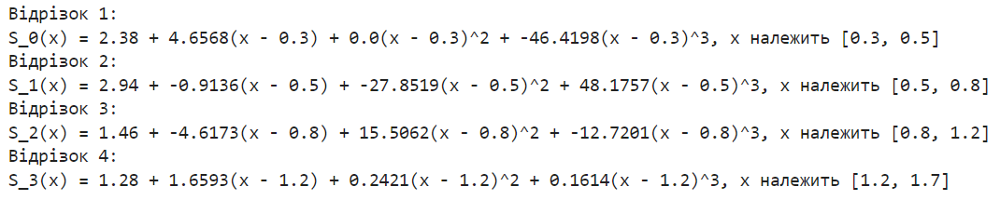 Відрізок 1:
S_0(x) = 2.38 + 4.6568(x - 0.3) + 0.0(x - 0.3)^2 + -46.4198(x - 0.3)^3, x належить [0.3, 0.5]
Відрізок 2:
S_1(x) = 2.94 + -0.9136(x - 0.5) + -27.8519(x - 0.5)^2 + 48.1757(x - 0.5)^3, x належить [0.5, 0.8]
Відрізок 3:
S_2(x) = 1.46 + -4.6173(x - 0.8) + 15.5062(x - 0.8)^2 + -12.7201(x - 0.8)^3, x належить [0.8, 1.2]
Відрізок 4:
S_3(x) = 1.28 + 1.6593(x - 1.2) + 0.2421(x - 1.2)^2 + 0.1614(x - 1.2)^3, x належить [1.2, 1.7]